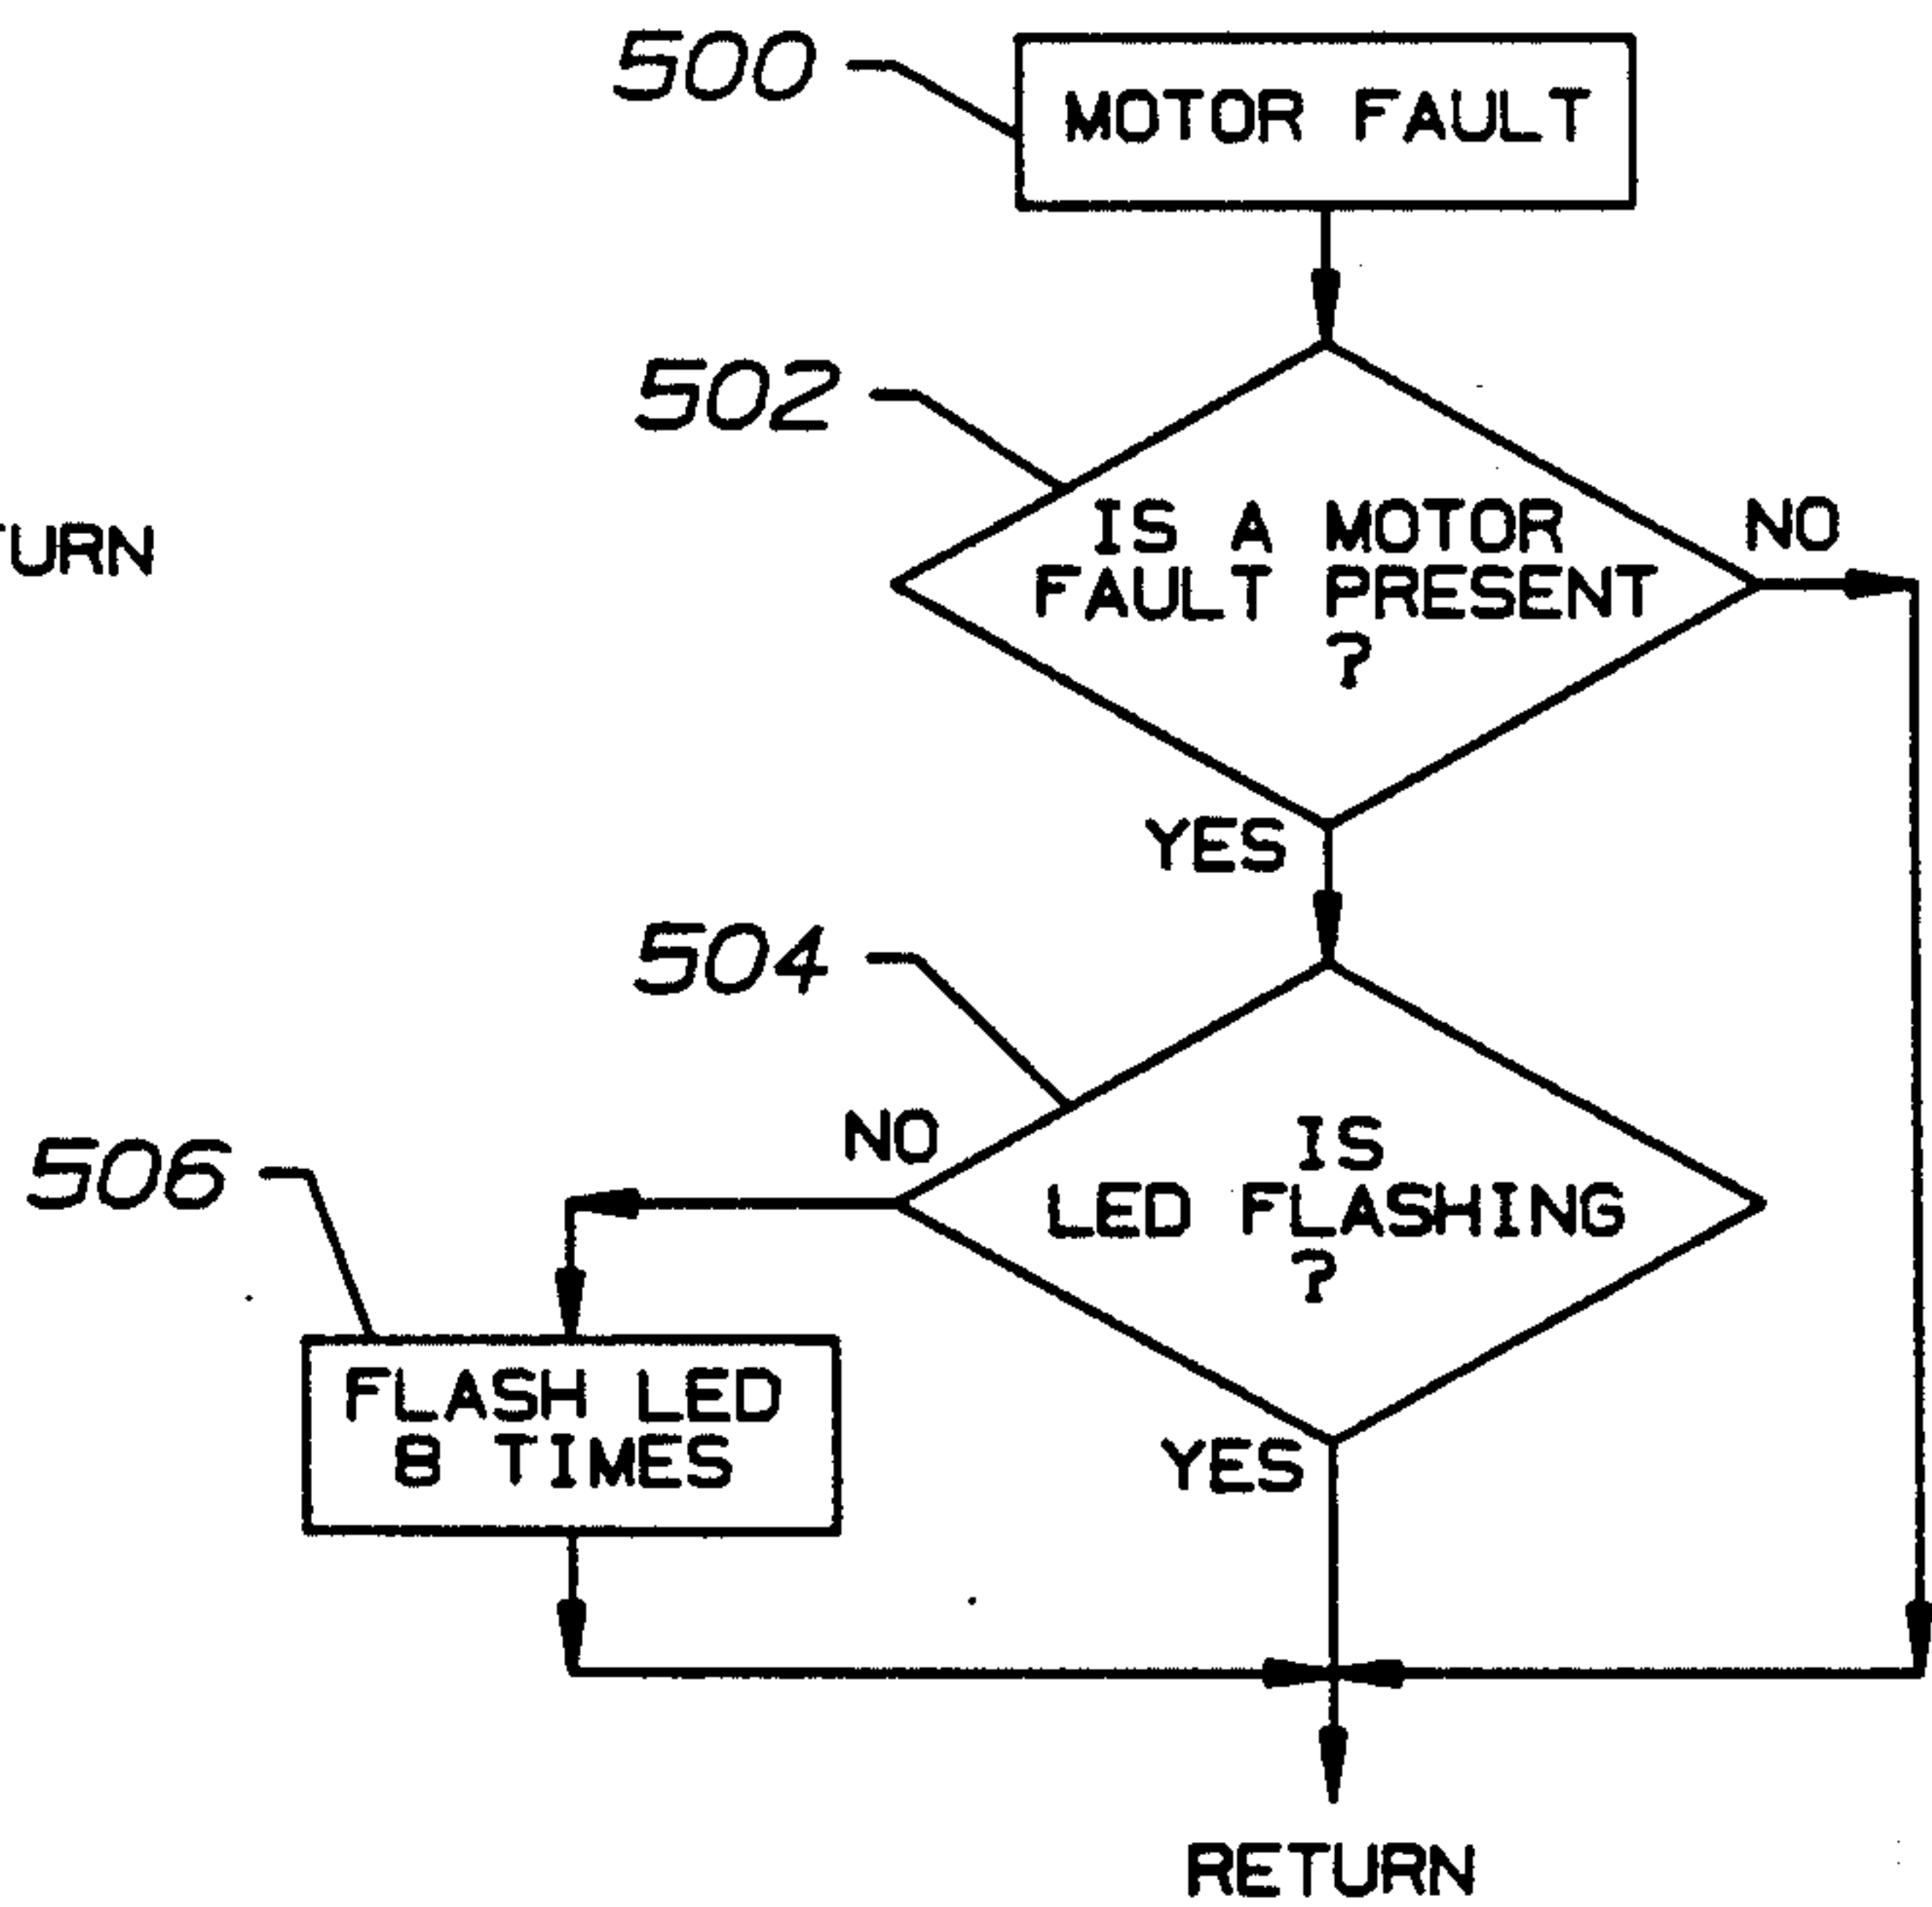 500
MOTOR FAULT
502
IS A MOTOR
FAULT PRESENT
?
NO
TURN
YES
504
NO
IS
LED FLASHING
?
506
FLASH LED
8 TIMES
YES
RETURN